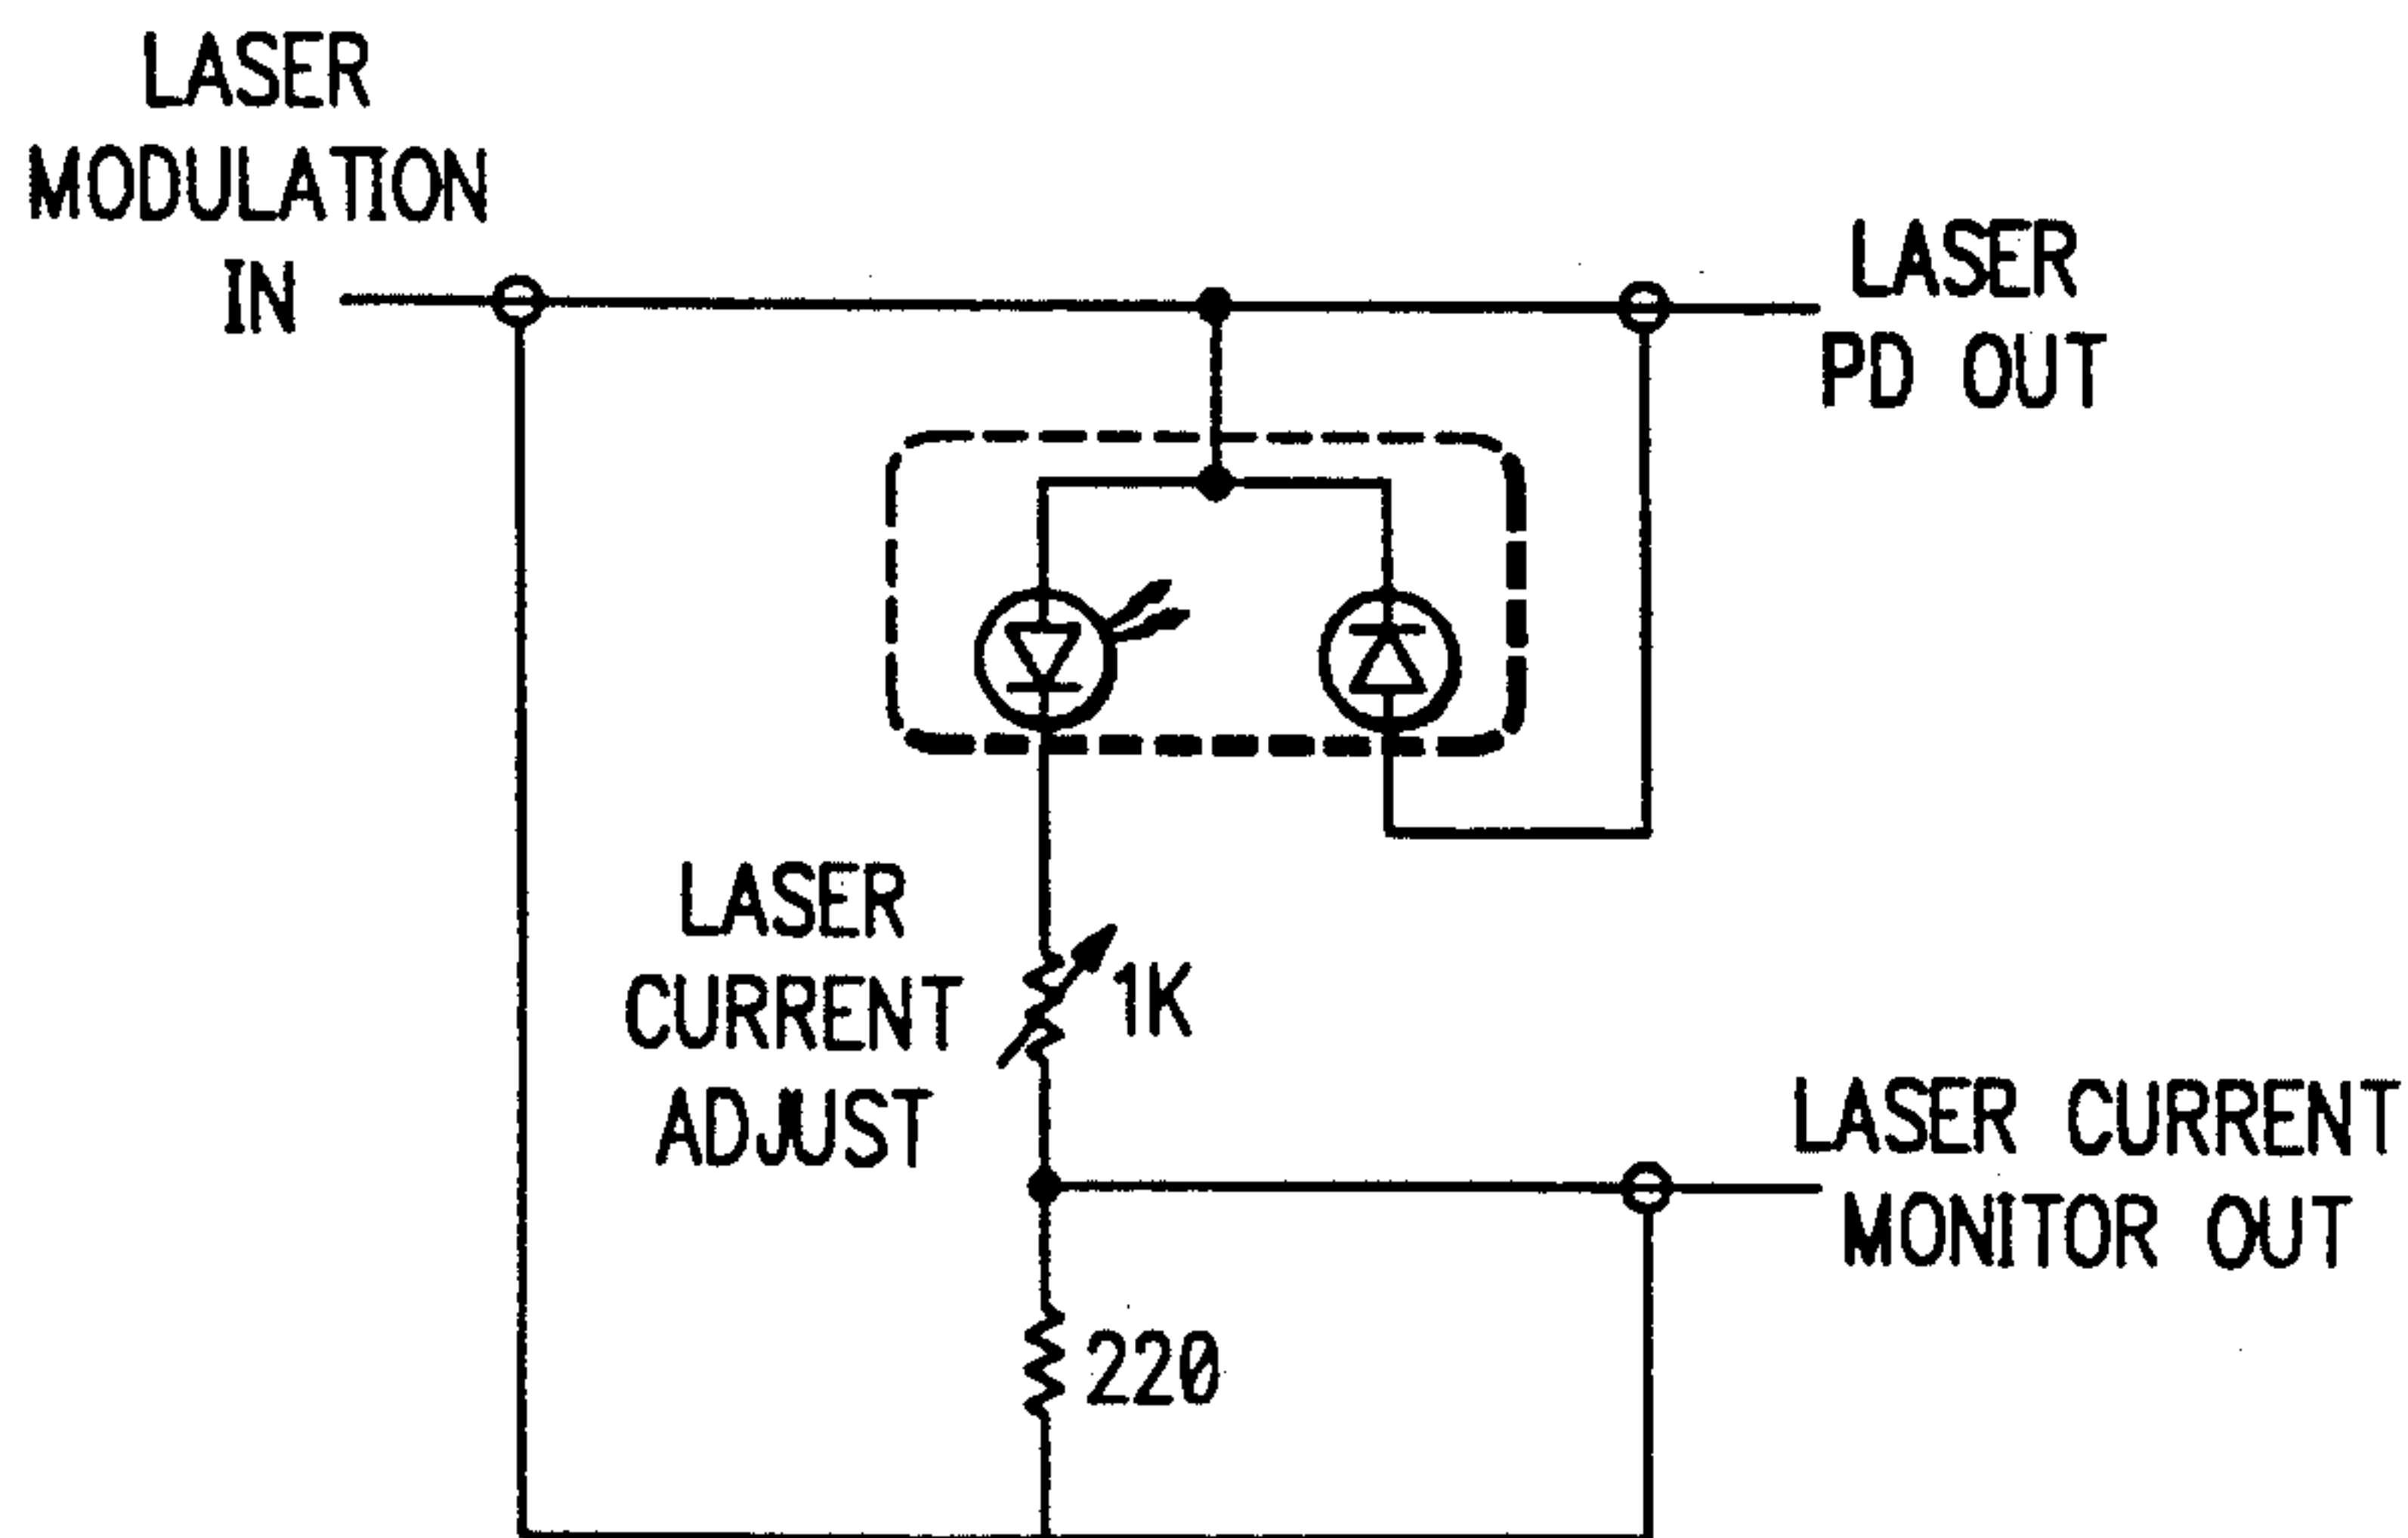 LASER
MODULATION
IN
LASER
PD OUT
LASER
CURRENT
ADJUST
1K
LASER CURRENT
MONITOR OUT
220